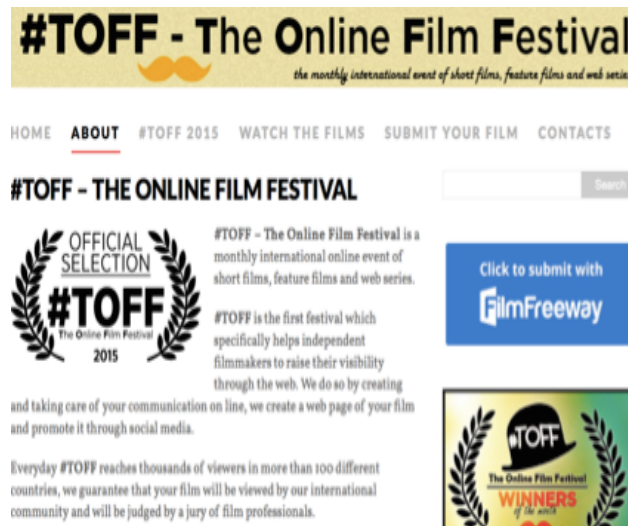 #TOFF - The Online Film Festival
the monthly international event of short films, feature films and web series
HOME ABOUT #TOFF 2015 WATCH THE FILMS SUBMIT YOUR FILM CONTACTS
#TOFF – THE ONLINE FILM FESTIVAL
Search
OFFICIAL
SELECTION
#TOFF
The Online Film Festival
2015
#TOFF – The Online Film Festival is a
monthly international online event of
short films, feature films and web series.
#TOFF is the first festival which
specifically helps independent
filmmakers to raise their visibility
through the web. We do so by creating
and taking care of your communication on line, we create a web page of your film
and promote it through social media.
Everyday #TOFF reaches thousands of viewers in more than 100 different
countries, we guarantee that your film will be viewed by our international
community and will be judged by a jury of film professionals.
Click to submit with
FilmFreeway
#TOFF
The Online Film Festival
WINNERS
of the month